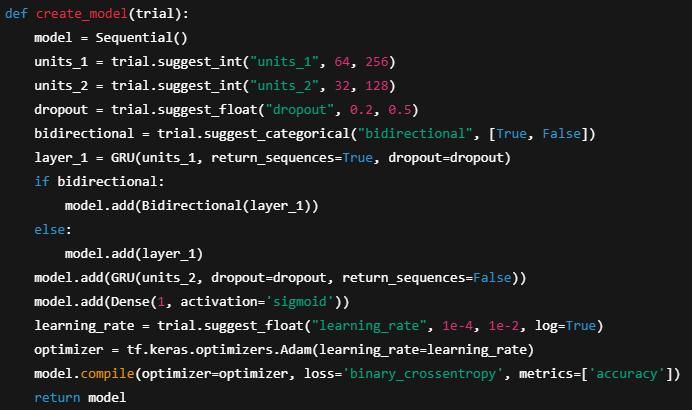 def create_model(trial):
    model = Sequential()
    units_1 = trial.suggest_int("units_1", 64, 256)
    units_2 = trial.suggest_int("units_2", 32, 128)
    dropout = trial.suggest_float("dropout", 0.2, 0.5)
    bidirectional = trial.suggest_categorical("bidirectional", [True, False])
    layer_1 = GRU(units_1, return_sequences=True, dropout=dropout)
    if bidirectional:
        model.add(Bidirectional(layer_1))
    else:
        model.add(layer_1)
    model.add(GRU(units_2, dropout=dropout, return_sequences=False))
    model.add(Dense(1, activation='sigmoid'))
    learning_rate = trial.suggest_float("learning_rate", 1e-4, 1e-2, log=True)
    optimizer = tf.keras.optimizers.Adam(learning_rate=learning_rate)
    model.compile(optimizer=optimizer, loss='binary_crossentropy', metrics=['accuracy'])
    return model